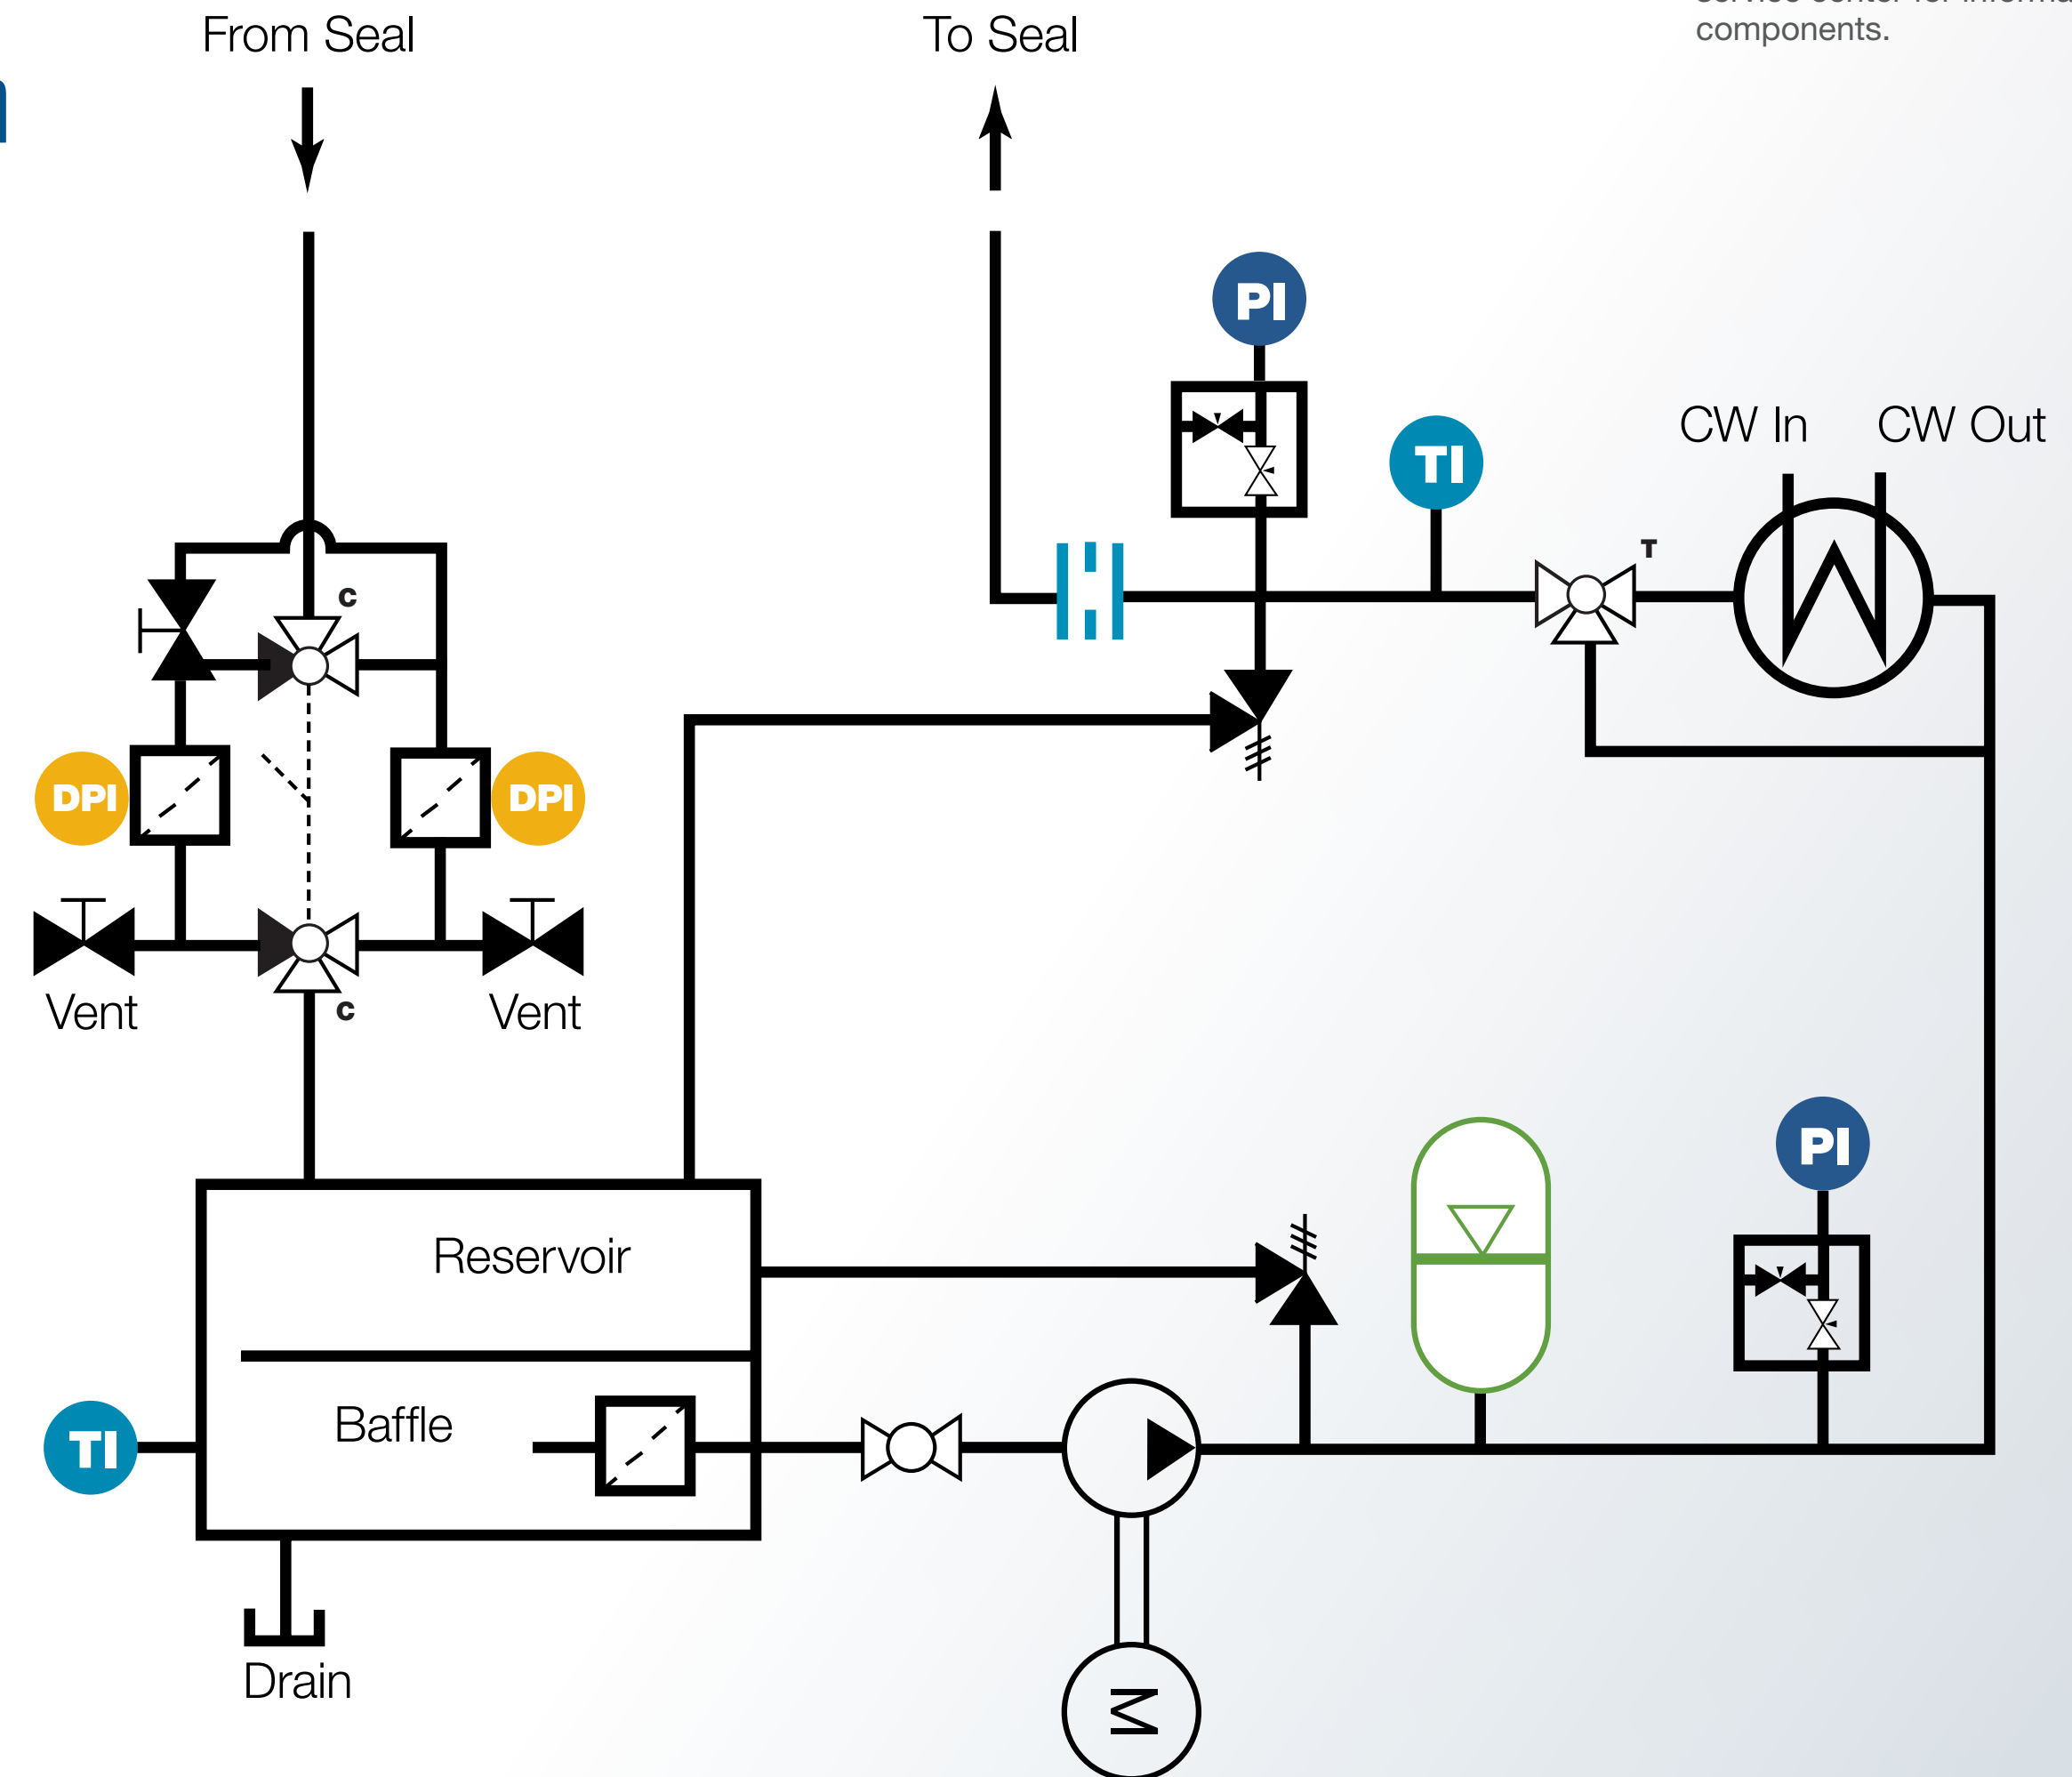 components.
From Seal
To Seal
PI
CW In
CW Out
TI
T
C
DPI
DPI
Vent
Vent
C
PI
Reservoir
Baffle
TI
Drain
M